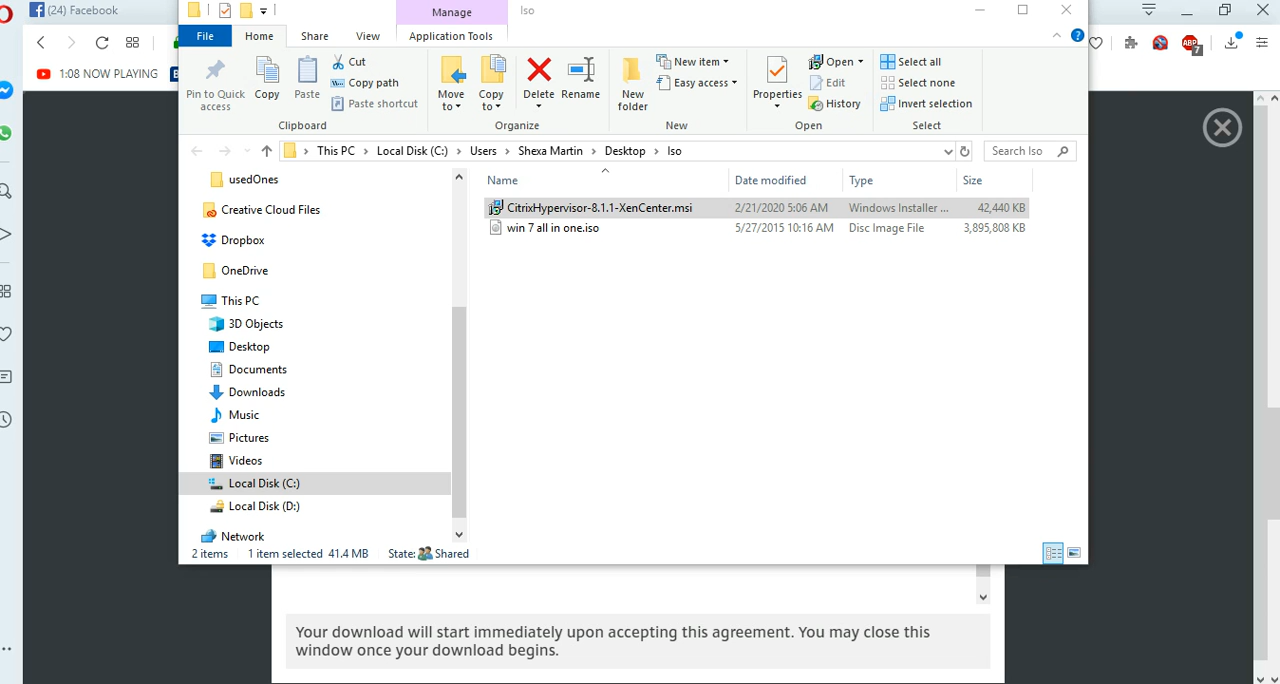 (24) Facebook
Manage
Iso
File
Home
Share
View
Application Tools
?
1:08 NOW PLAYING
Pin to Quick access
Copy
Paste
Cut
Copy path
Paste shortcut
Clipboard
Move to
Copy to
Delete
Rename
Organize
New folder
New item
Easy access
New
Properties
Open
Edit
History
Open
Select all
Select none
Invert selection
Select
ABP
7
This PC > Local Disk (C:) > Users > Shexa Martin > Desktop > Iso
Search Iso
Name
Date modified
Type
Size
CitrixHypervisor-8.1.1-XenCenter.msi
2/21/2020 5:06 AM
Windows Installer ...
42,440 KB
win 7 all in one.iso
5/27/2015 10:16 AM
Disc Image File
3,895,808 KB
usedOnes
Creative Cloud Files
Dropbox
OneDrive
This PC
3D Objects
Desktop
Documents
Downloads
Music
Pictures
Videos
Local Disk (C:)
Local Disk (D:)
Network
2 items
1 item selected 41.4 MB
State: Shared
Your download will start immediately upon accepting this agreement. You may close this
window once your download begins.